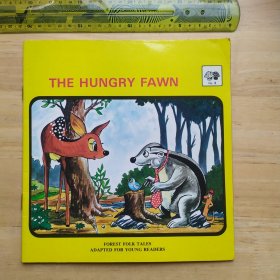 THE HUNGRY FAWN
FOREST FOLK TALES
ADAPTED FOR YOUNG READERS